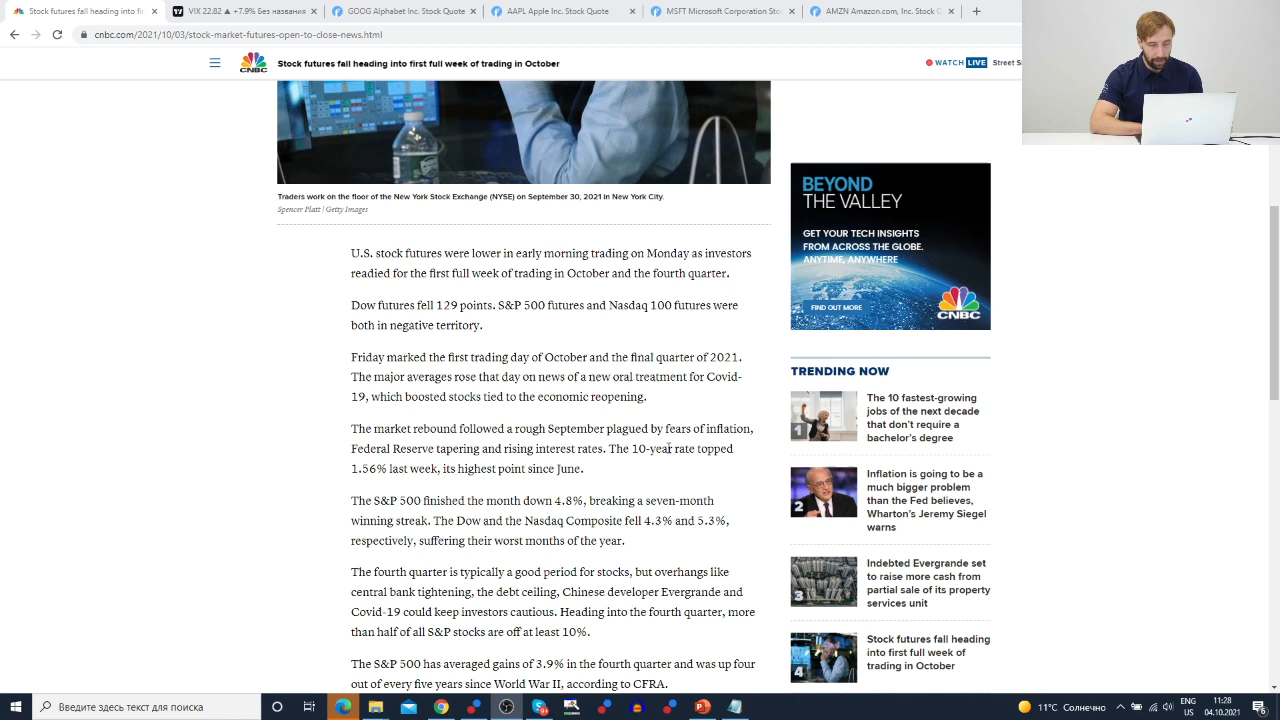 Stock futures fall heading into fir
VIX 22.82 ▲ +7.9% Без назван
GOOG Alphabet Inc. Stock Quote
AAPL Apple Inc. Stock Quote
MSFT Microsoft Corporation Sto
AMZN Amazon.com Inc. Stock Q
cnbc.com/2021/10/03/stock-market-futures-open-to-close-news.html
CNBC
Stock futures fall heading into first full week of trading in October
WATCH LIVE Street S
Traders work on the floor of the New York Stock Exchange (NYSE) on September 30, 2021 in New York City.
Spencer Platt | Getty Images
U.S. stock futures were lower in early morning trading on Monday as investors
readied for the first full week of trading in October and the fourth quarter.
Dow futures fell 129 points. S&P 500 futures and Nasdaq 100 futures were
both in negative territory.
Friday marked the first trading day of October and the final quarter of 2021.
The major averages rose that day on news of a new oral treatment for Covid-
19, which boosted stocks tied to the economic reopening.
The market rebound followed a rough September plagued by fears of inflation,
Federal Reserve tapering and rising interest rates. The 10-year rate topped
1.56% last week, its highest point since June.
The S&P 500 finished the month down 4.8%, breaking a seven-month
winning streak. The Dow and the Nasdaq Composite fell 4.3% and 5.3%,
respectively, suffering their worst months of the year.
The fourth quarter is typically a good period for stocks, but overhangs like
central bank tightening, the debt ceiling, Chinese developer Evergrande and
Covid-19 could keep investors cautious. Heading into the fourth quarter, more
than half of all S&P stocks are off at least 10%.
The S&P 500 has averaged gains of 3.9% in the fourth quarter and was up four
out of every five years since World War II, according to CFRA.
BEYOND
THE VALLEY
GET YOUR TECH INSIGHTS
FROM ACROSS THE GLOBE.
ANYTIME, ANYWHERE
FIND OUT MORE
CNBC
TRENDING NOW
1
The 10 fastest-growing
jobs of the next decade
that don't require a
bachelor's degree
2
Inflation is going to be a
much bigger problem
than the Fed believes,
Wharton's Jeremy Siegel
warns
3
Indebted Evergrande set
to raise more cash from
partial sale of its property
services unit
4
Stock futures fall heading
into first full week of
trading in October
Введите здесь текст для поиска
11°C Солнечно
ENG
US
11:28
04.10.2021
6